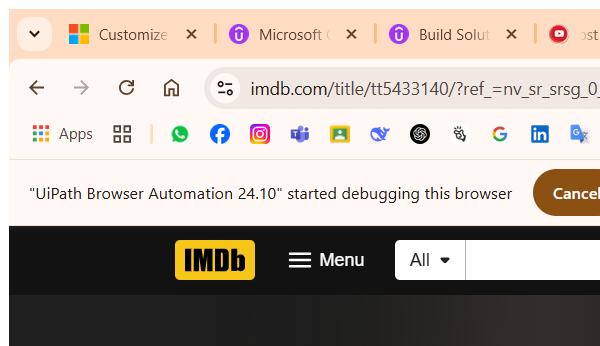 Customize
Microsoft
Build Solut
ost
imdb.com/title/tt5433140/?ref_=nv_sr_srsg_0_
Apps
"UiPath Browser Automation 24.10" started debugging this browser
Cancel
IMDb
Menu
All